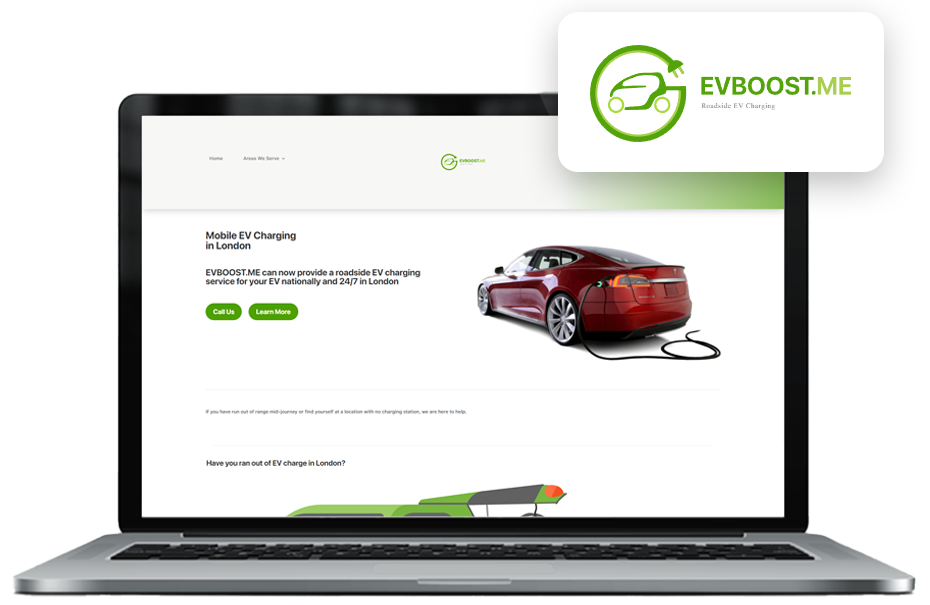 EVBOOST.ME
Roadside EV Charging
Home Areas We Serve
EVBOOST.ME
Mobile EV Charging
in London
EVBOOST.ME can now provide a roadside EV charging
service for your EV nationally and 24/7 in London
Call Us Learn More
If you have run out of range mid-journey or find yourself at a location with no charging station, we are here to help.
Have you ran out of EV charge in London?